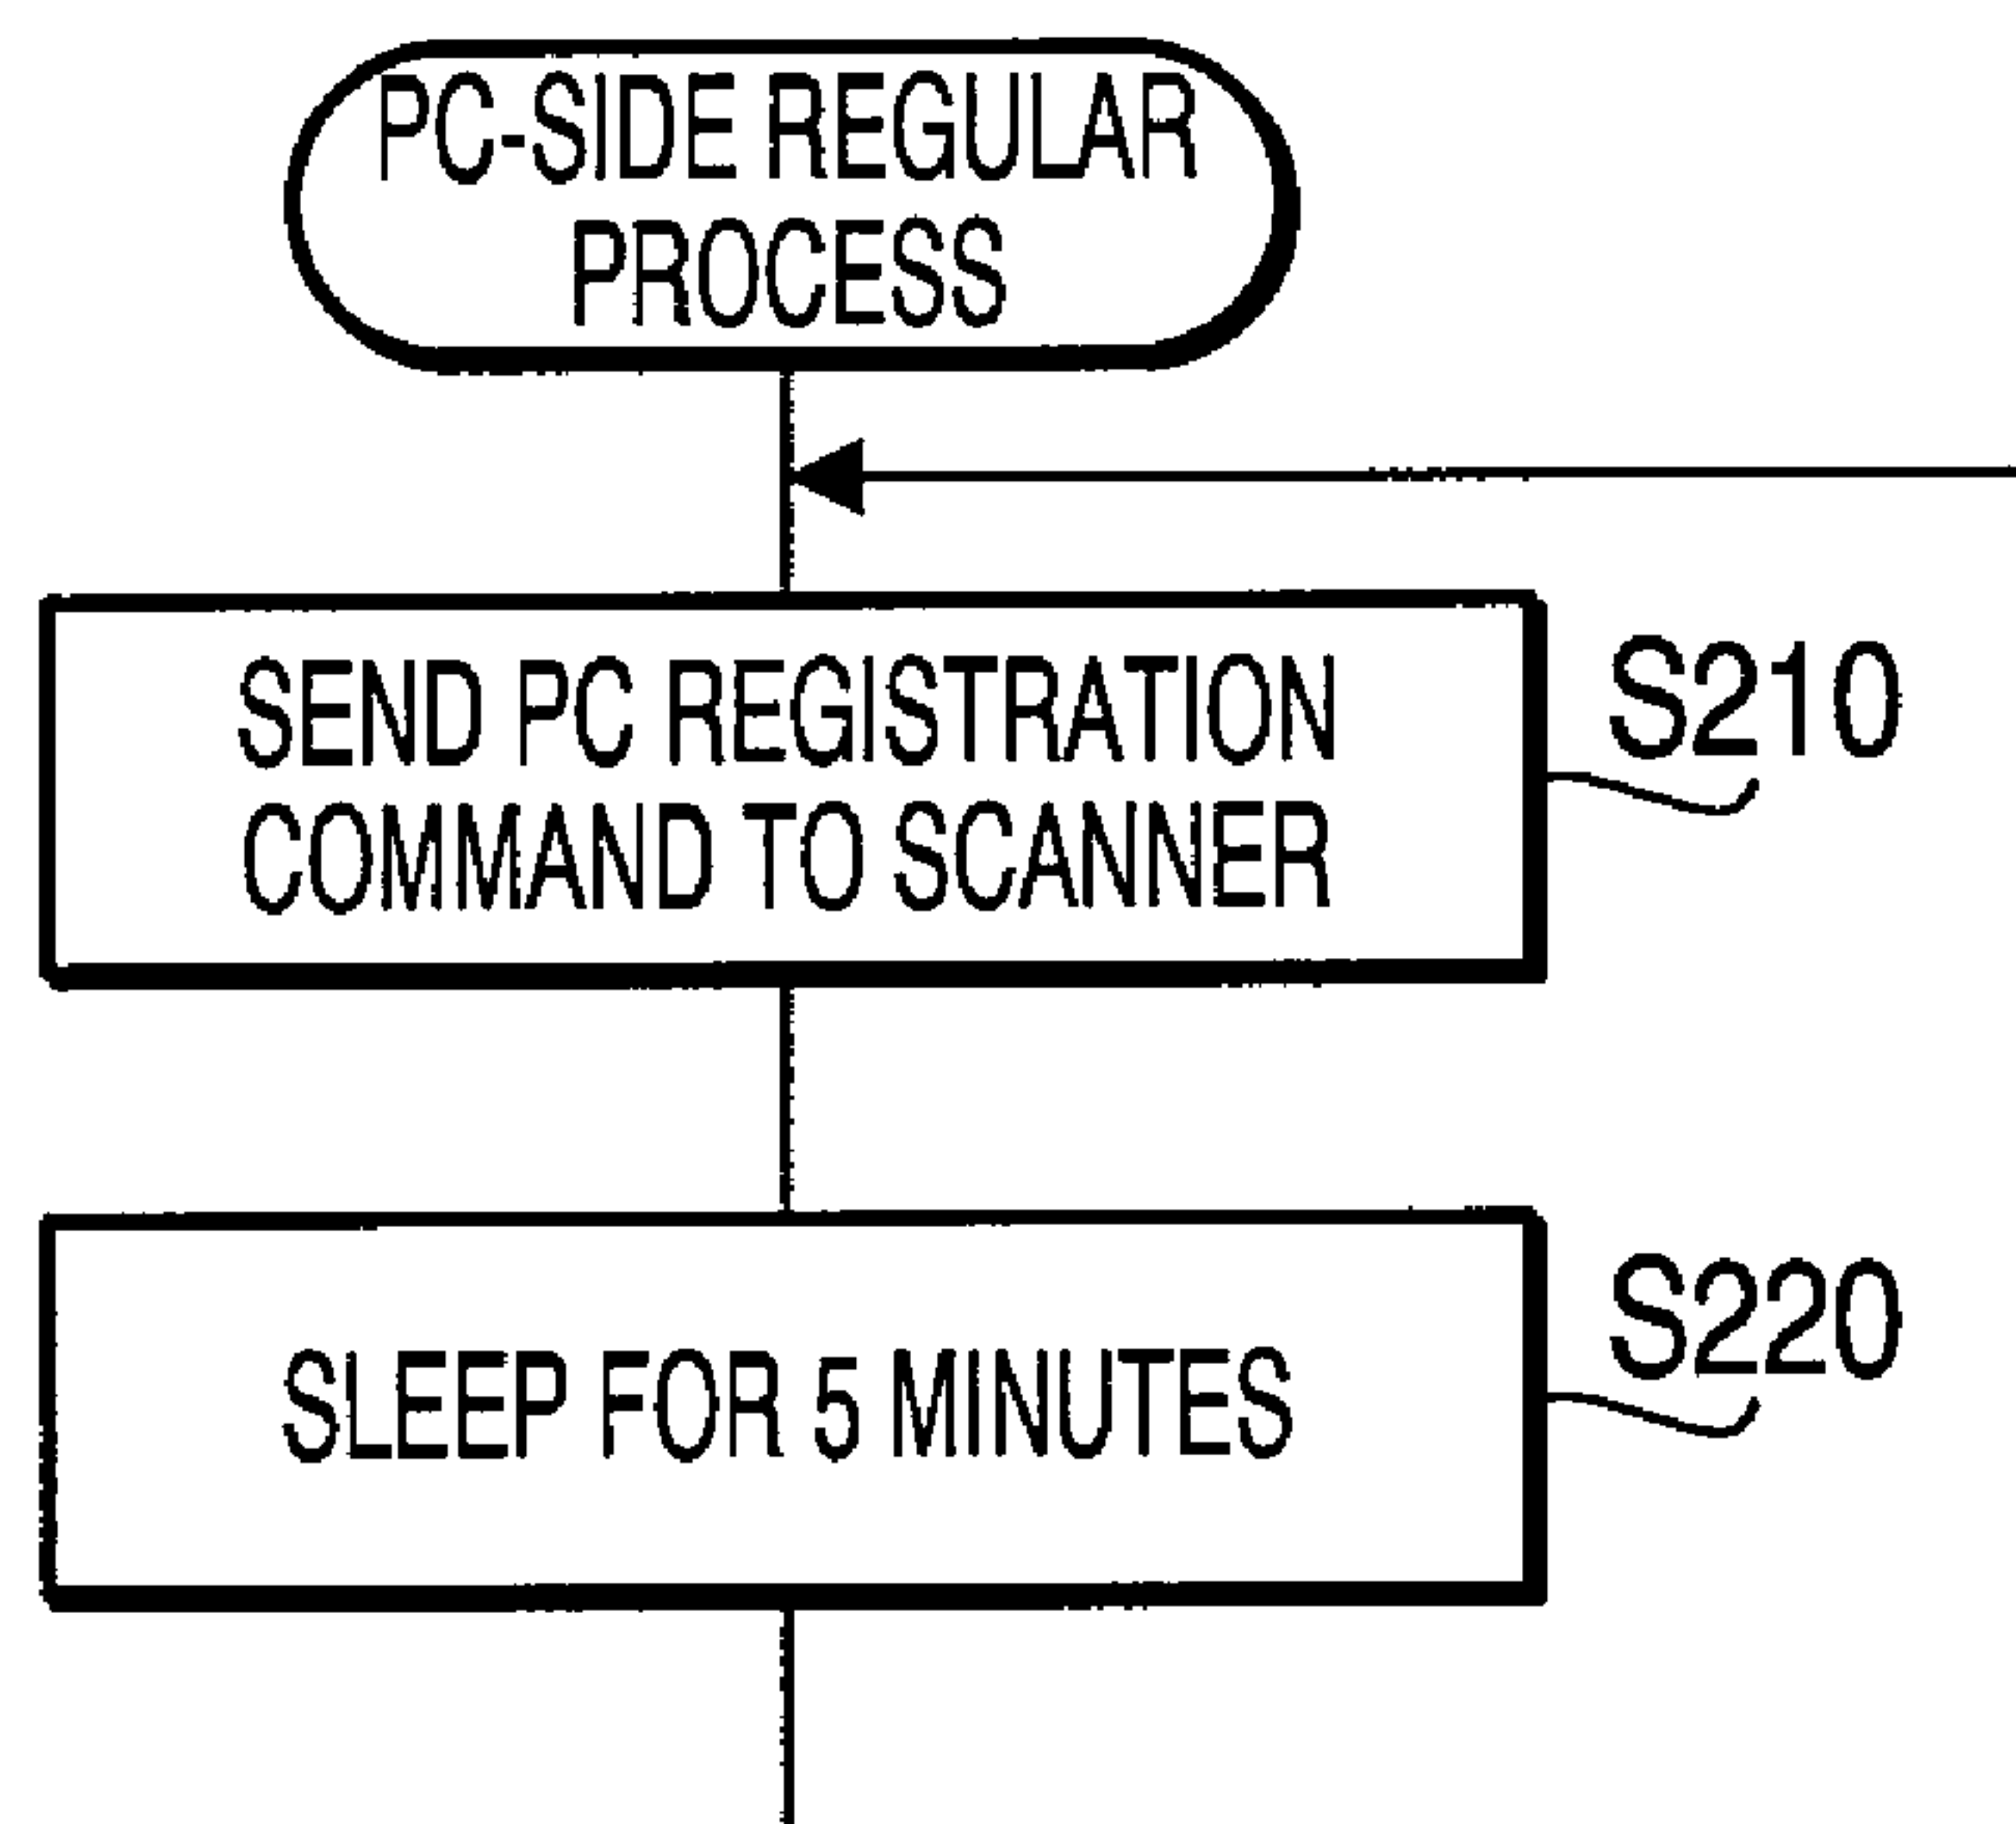 PC-SIDE REGULAR
PROCESS
SEND PC REGISTRATION
COMMAND TO SCANNER
S210
SLEEP FOR 5 MINUTES
S220